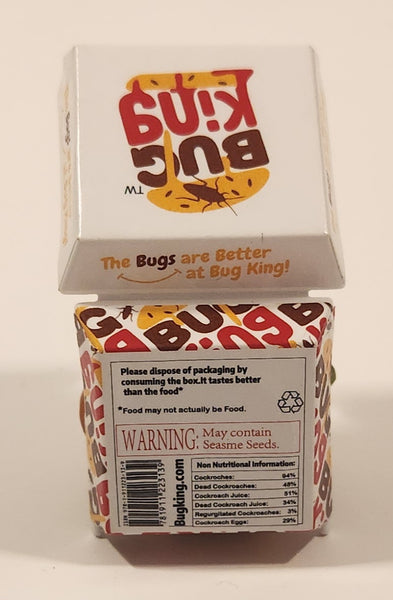 BUG
King
TM
The Bugs are Better
at Bug King!
Please dispose of packaging by
consuming the box.It tastes better
than the food*
*Food may not actually be Food.
WARNING: May contain
Seasme Seeds.
Non Nutritional Information:
Cockroches: 94%
Dead Cockroaches: 48%
Cockroach Juice: 51%
Dead Cockroach Juice: 34%
Regurgitated Cockroaches: 3%
Cockroach Eggs: 29%
BugKing.com